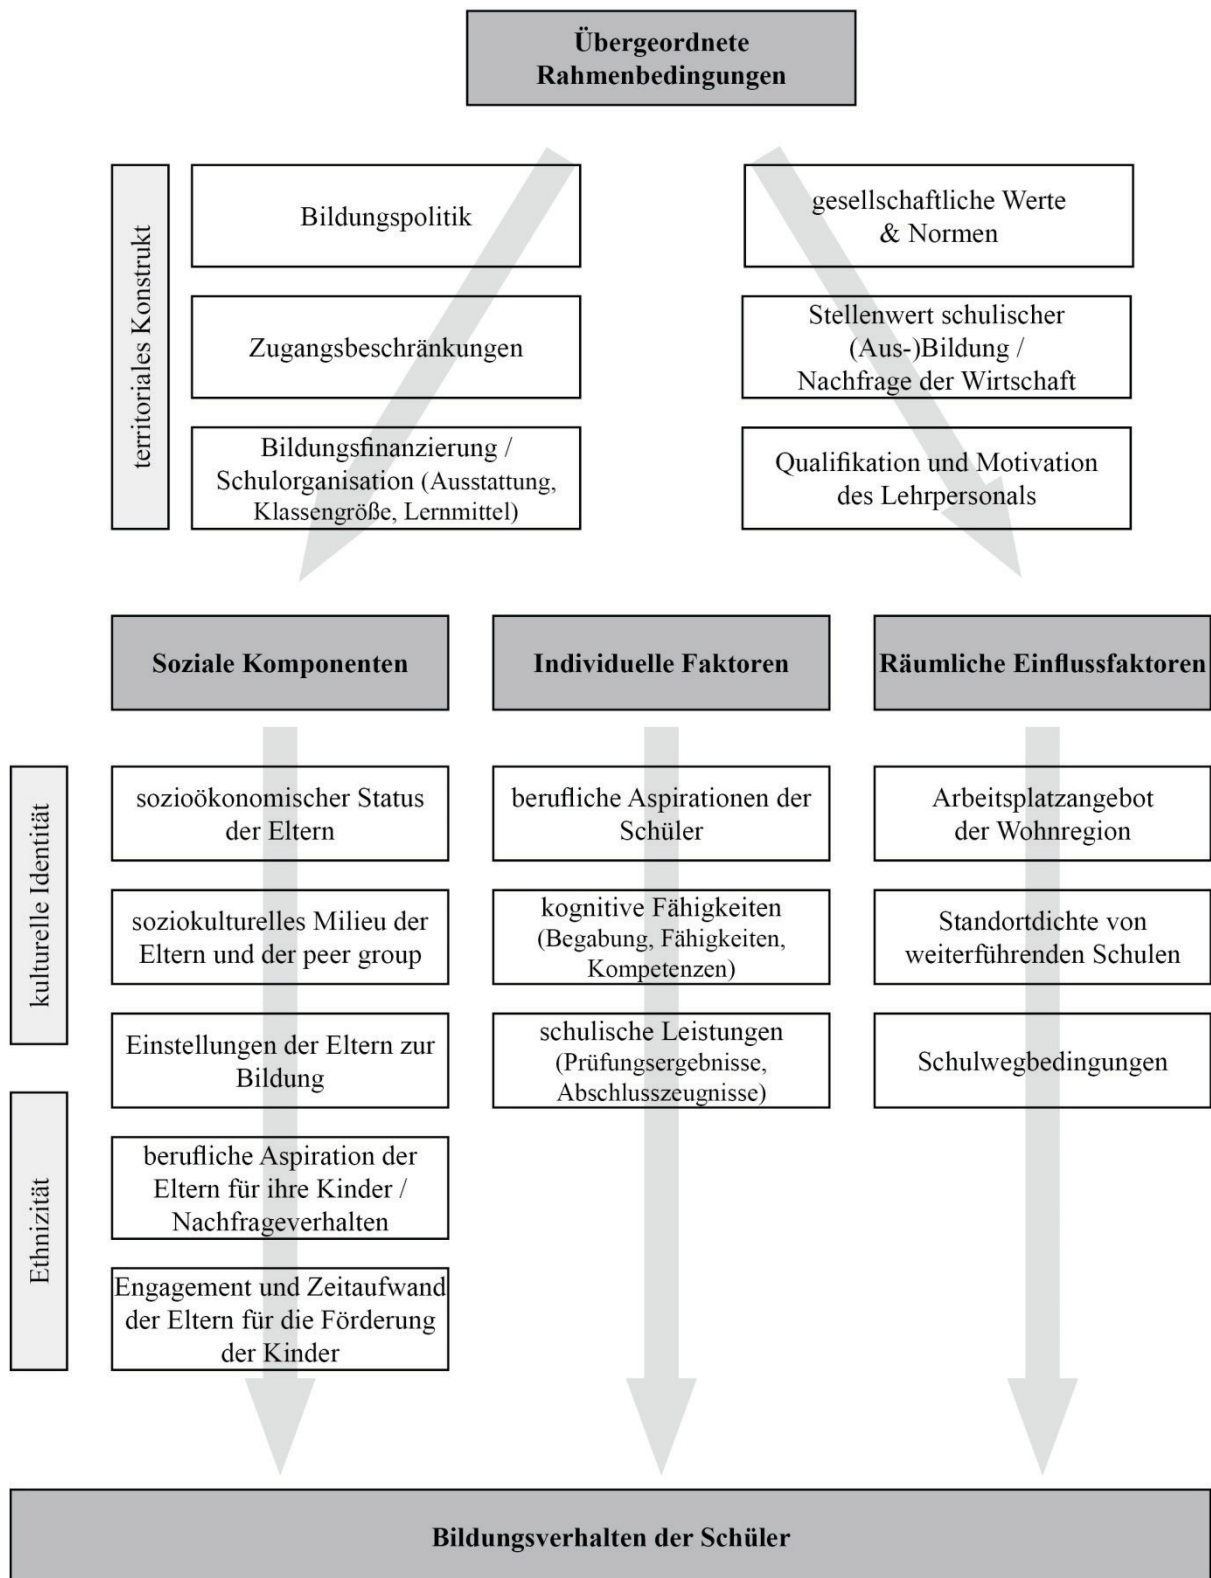 Übergeordnete
Rahmenbedingungen
territoriales Konstrukt
Bildungspolitik
gesellschaftliche Werte
& Normen
Zugangsbeschränkungen
Stellenwert schulischer
(Aus-)Bildung /
Nachfrage der Wirtschaft
Bildungsfinanzierung /
Schulorganisation (Ausstattung,
Klassengröße, Lernmittel)
Qualifikation und Motivation
des Lehrpersonals
Soziale Komponenten
Individuelle Faktoren
Räumliche Einflussfaktoren
kulturelle Identität
sozioökonomischer Status
der Eltern
berufliche Aspirationen der
Schüler
Arbeitsplatzangebot
der Wohnregion
soziokulturelles Milieu der
Eltern und der peer group
kognitive Fähigkeiten
(Begabung, Fähigkeiten,
Kompetenzen)
Standortdichte von
weiterführenden Schulen
Einstellungen der Eltern zur
Bildung
schulische Leistungen
(Prüfungsergebnisse,
Abschlusszeugnisse)
Schulwegbedingungen
Ethnizität
berufliche Aspiration der
Eltern für ihre Kinder /
Nachfrageverhalten
Engagement und Zeitaufwand
der Eltern für die Förderung
der Kinder
Bildungsverhalten der Schüler